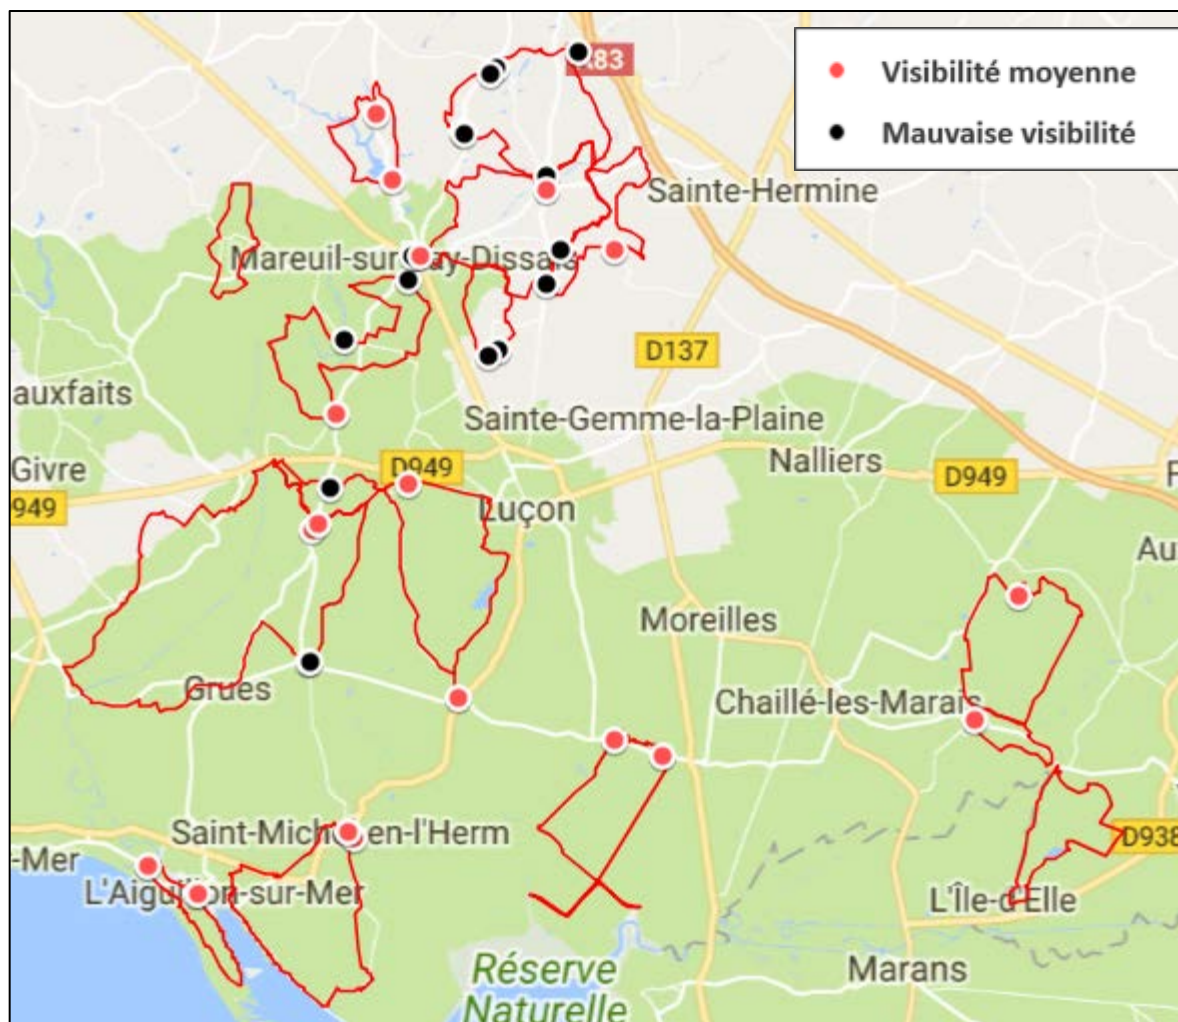 A83
Visibilité moyenne
Mauvaise visibilité
Sainte-Hermine
Mareuil-sur-Lay-Dissais
D137
auxfaits
Sainte-Gemme-la-Plaine
Givre
D949
Nalliers
D949
949
Luçon
Au
Moreilles
Grues
Chaillé-les-Marais
Saint-Michel-en-l'Herm
D938
-Mer
L'Aiguillon-sur-Mer
L'Île-d'Elle
Réserve
Naturelle
Marans